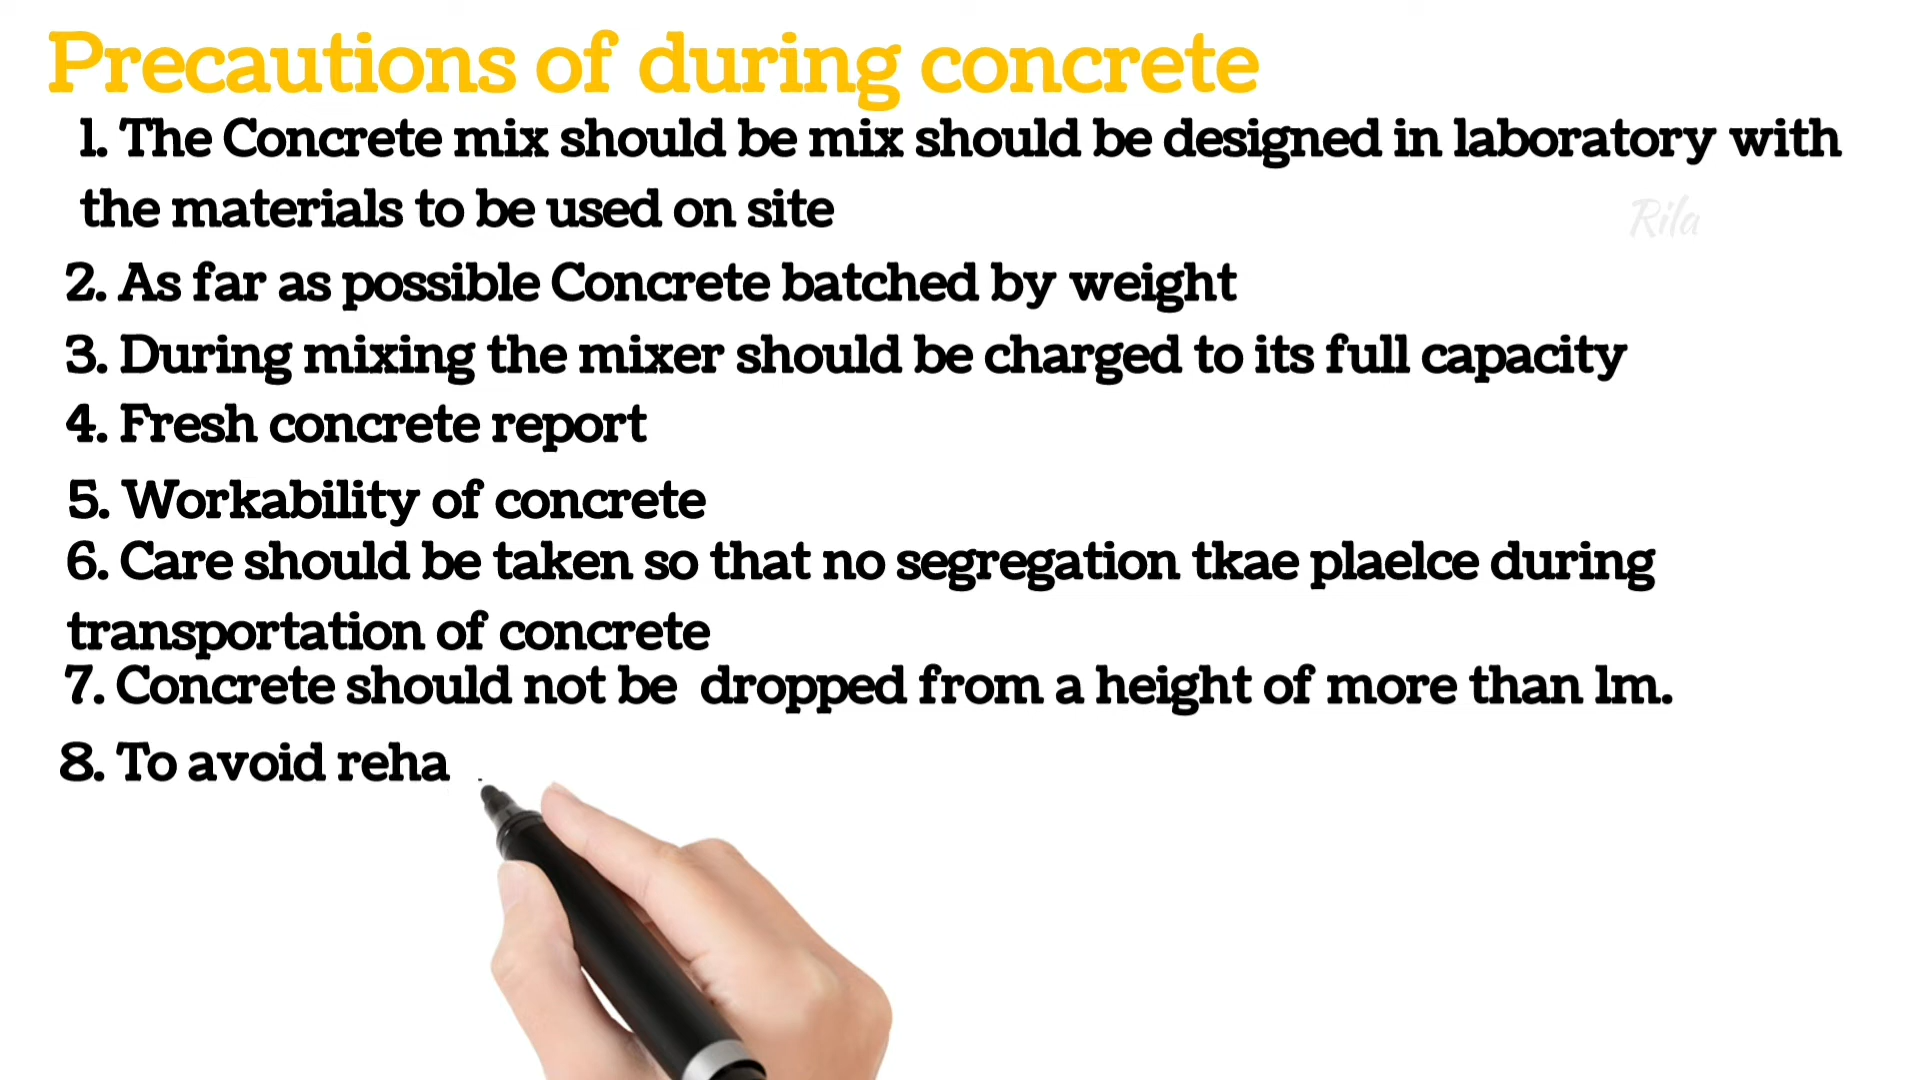 Precautions of during concrete
1. The Concrete mix should be mix should be designed in laboratory with
the materials to be used on site
Rila
2. As far as possible Concrete batched by weight
3. During mixing the mixer should be charged to its full capacity
4. Fresh concrete report
5. Workability of concrete
6. Care should be taken so that no segregation tkae plaelce during
transportation of concrete
7. Concrete should not be dropped from a height of more than 1m.
8. To avoid reha